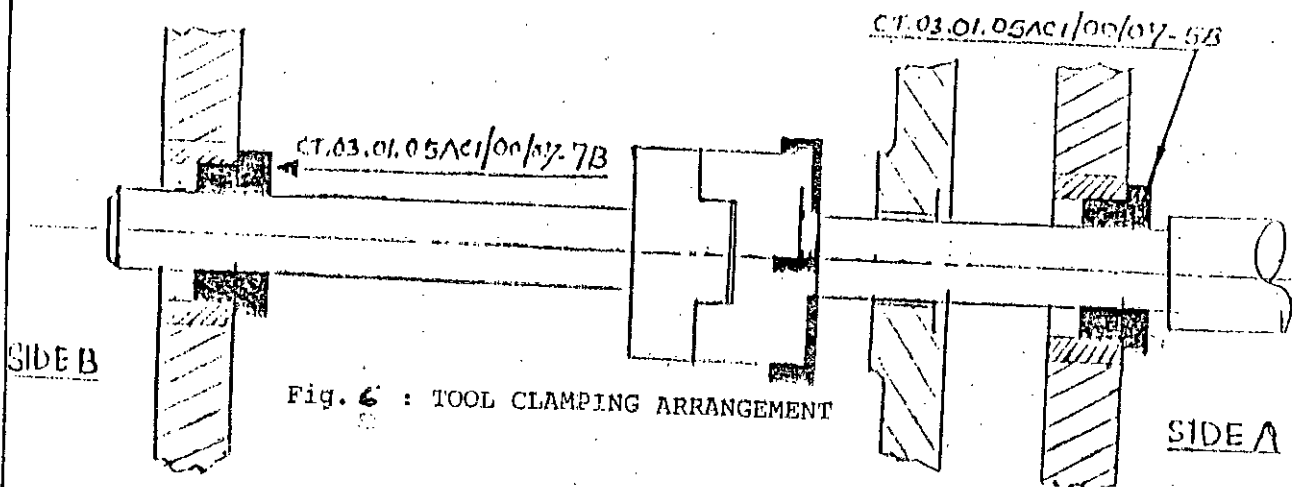 CT.03.01.05AC1/00/07-5B
CT.03.01.05AC1/00/07-7B
SIDE B
Fig. 6 : TOOL CLAMPING ARRANGEMENT
SIDE A